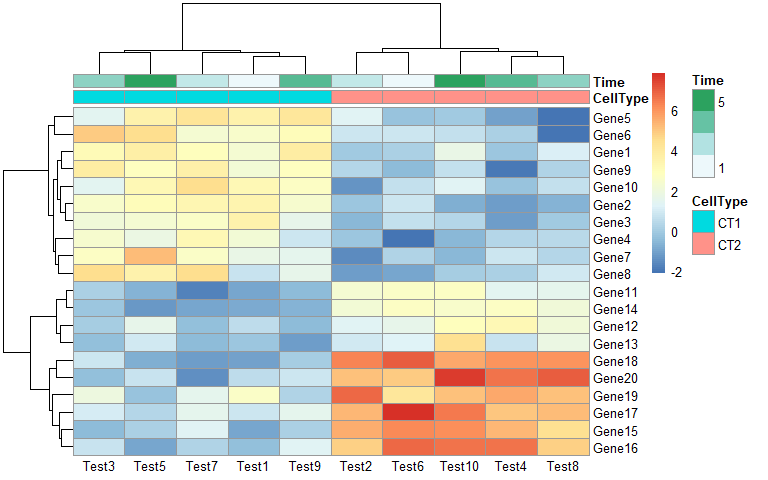 Time
CellType
Gene5
Gene6
Gene1
Gene9
Gene10
Gene2
Gene3
Gene4
Gene7
Gene8
Gene11
Gene14
Gene12
Gene13
Gene18
Gene20
Gene19
Gene17
Gene15
Gene16
Test3 Test5 Test7 Test1 Test9 Test2 Test6 Test10 Test4 Test8
6
4
2
0
-2
Time
5
1
CellType
CT1
CT2